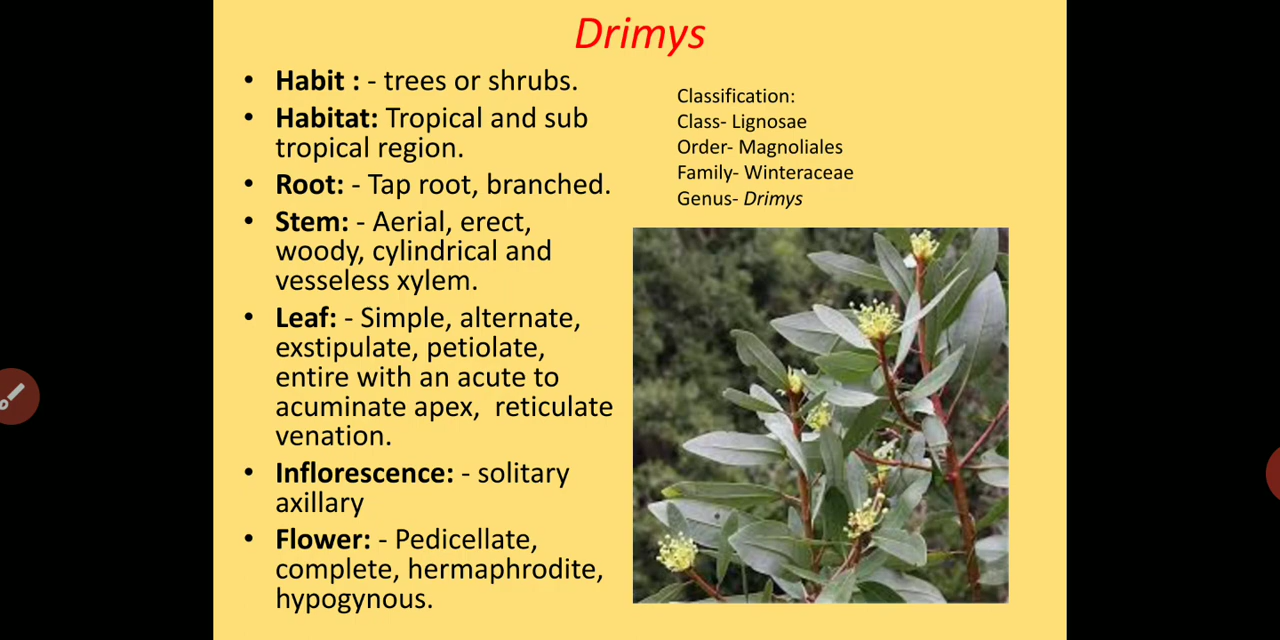 Drimys
• Habit : - trees or shrubs.
• Habitat: Tropical and sub
tropical region.
• Root: - Tap root, branched.
• Stem: - Aerial, erect,
woody, cylindrical and
vesseless xylem.
• Leaf: - Simple, alternate,
exstipulate, petiolate,
entire with an acute to
acuminate apex,  reticulate
venation.
• Inflorescence: - solitary
axillary
• Flower: - Pedicellate,
complete, hermaphrodite,
hypogynous.
Classification:
Class- Lignosae
Order- Magnoliales
Family- Winteraceae
Genus- Drimys